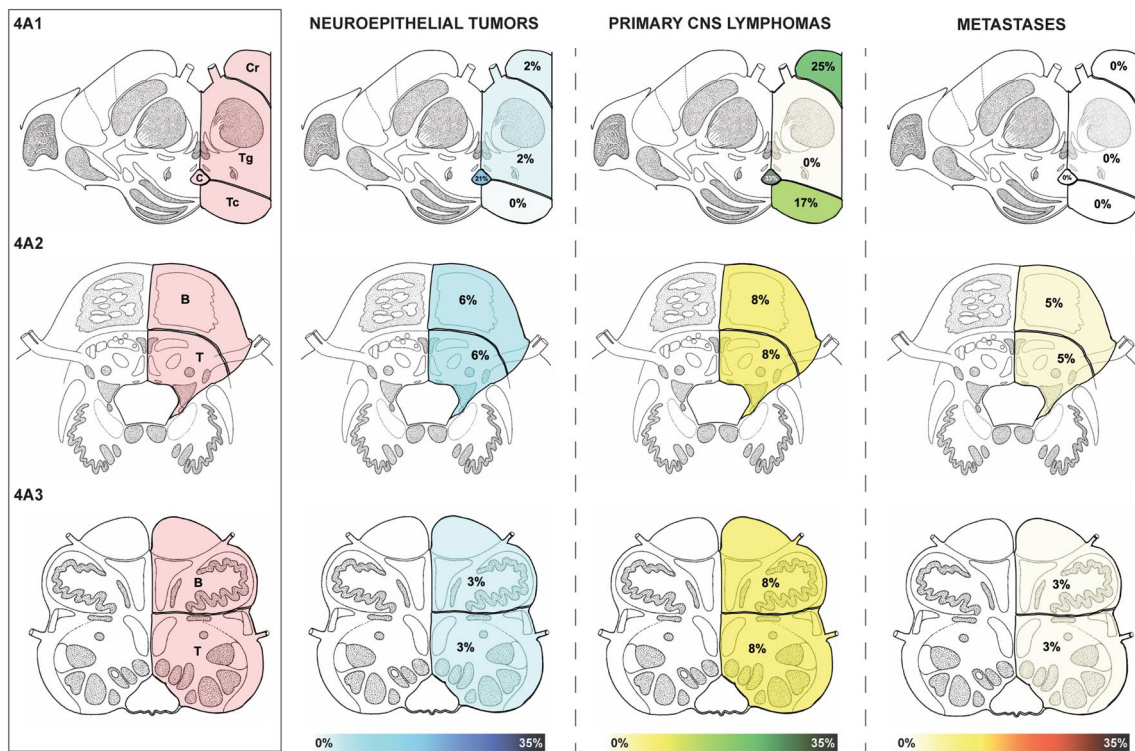 4A1
NEUROEPITHELIAL TUMORS
PRIMARY CNS LYMPHOMAS
METASTASES
Cr
Tg
C
Tc
2%
2%
21%
0%
25%
0%
17%
0%
0%
0%
0%
4A2
B
T
6%
6%
8%
8%
5%
5%
4A3
B
T
3%
3%
8%
8%
3%
3%
0% 35%
0% 35%
0% 35%